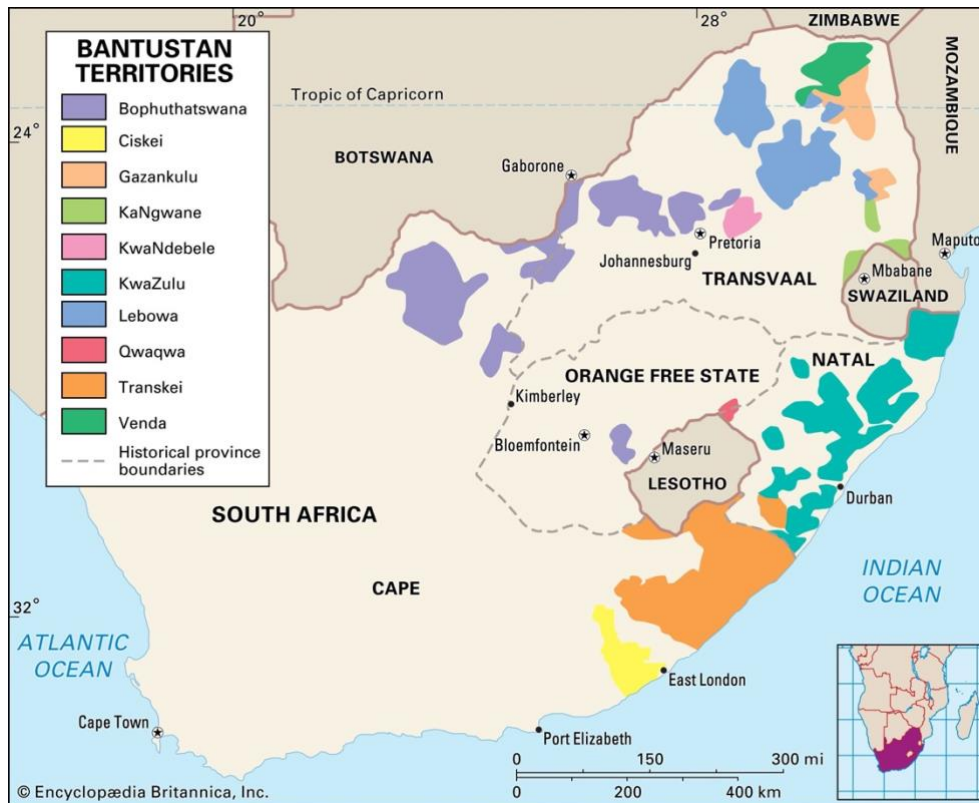 20°
28°
ZIMBABWE
MOZAMBIQUE
BANTUSTAN
TERRITORIES
Bophuthatswana
Ciskei
Gazankulu
KaNgwane
KwaNdebele
KwaZulu
Lebowa
Qwaqwa
Transkei
Venda
Historical province
boundaries
Tropic of Capricorn
24°
BOTSWANA
Gaborone
Pretoria
Johannesburg
TRANSVAAL
Maputo
Mbabane
SWAZILAND
NATAL
ORANGE FREE STATE
Kimberley
Bloemfontein
Maseru
LESOTHO
Durban
SOUTH AFRICA
INDIAN
OCEAN
CAPE
32°
ATLANTIC
OCEAN
East London
Cape Town
Port Elizabeth
0 150 300 mi
0 200 400 km
© Encyclopædia Britannica, Inc.